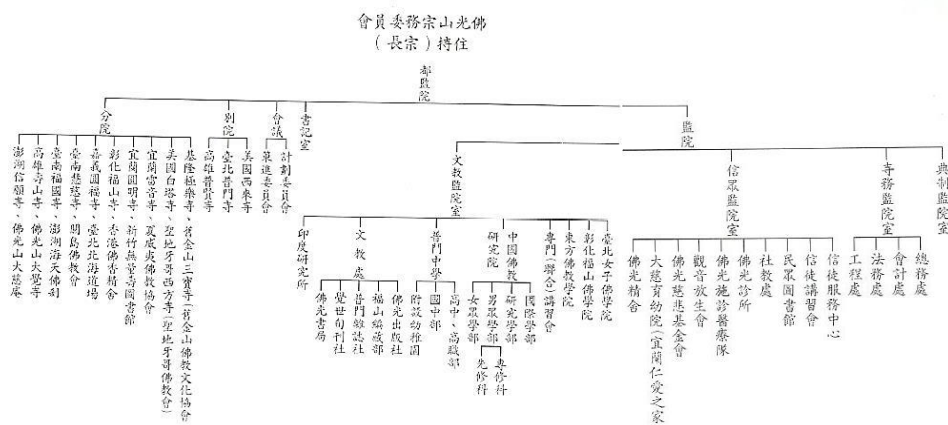 會員委務宗山光佛
（長宗）持住
都監院
監院
書記室
會議
別院
分院
典制監院室
寺務監院室
信眾監院室
文教監院室
計劃委員會
策進委員會
美國西來寺
臺北普門寺
高雄普賢寺
基隆極樂寺、舊金山三寶寺（舊金山佛教文化協會）
美國白塔寺、聖地牙哥西方寺（聖地牙哥佛教會）
宜蘭雷音寺、夏威夷佛教協會
宜蘭圓明寺、新竹無量壽圖書館
彰化福山寺、香港佛香精舍
嘉義圓福寺、臺北北海道場
臺南慈悲寺、關島佛教會
臺南福國寺、澎湖海天佛剎
高雄壽山寺、佛光山大覺寺
澎湖信願寺、佛光山大慈庵
總務處
會計處
法務處
工程處
信徒服務中心
信徒講習會
民眾圖書館
社教處
佛光診所
佛光施診醫療隊
觀音放生會
佛光慈悲基金會
大慈育幼院（宜蘭仁愛之家
佛光精舍
臺北女子佛學院
彰化福山佛學院
東方佛教學院
專門（聯合）講習會
中國佛教研究院
普門中學
文教處
印度研究所
國際學部
研究學部
男眾學部
女眾學部
專修科
先修科
高中、高職部
國中部
附設幼稚園
佛光出版社
福山編藏部
普門雜誌社
覺世旬刊社
佛光書局